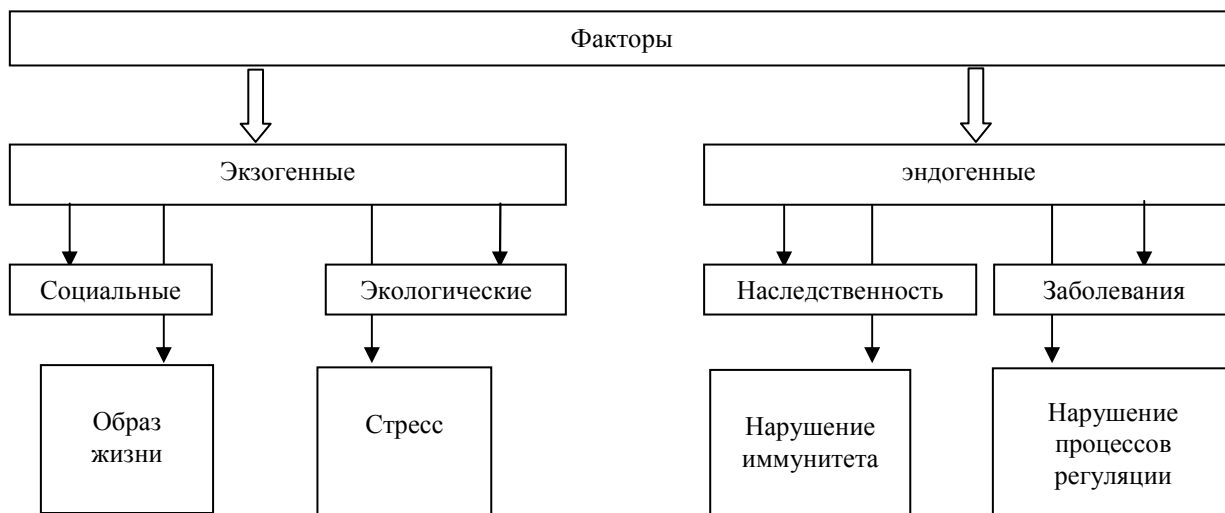 Факторы
Экзогенные
эндогенные
Социальные
Экологические
Наследственность
Заболевания
Образ
жизни
Стресс
Нарушение
иммунитета
Нарушение
процессов
регуляции